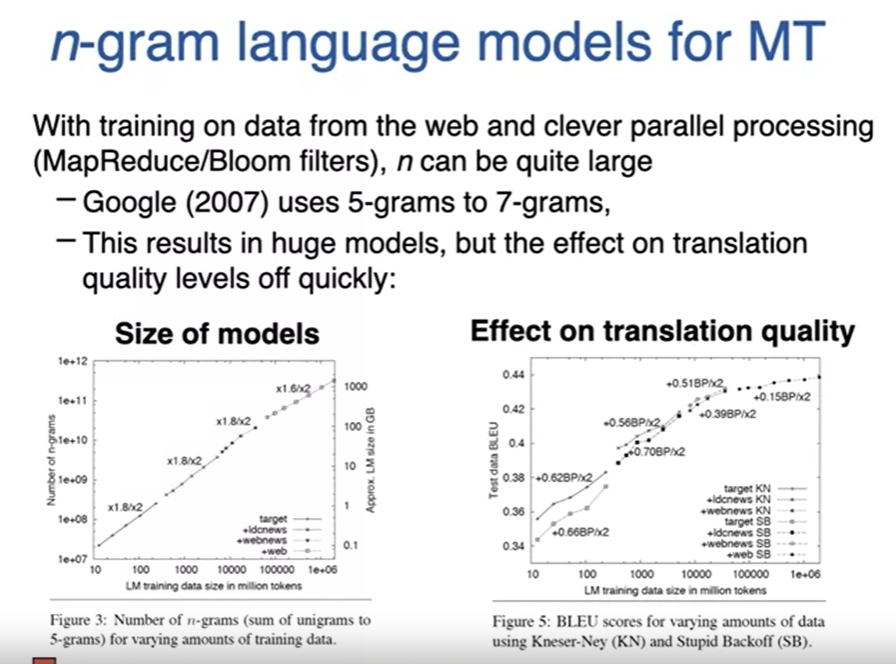 n-gram language models for MT
With training on data from the web and clever parallel processing
(MapReduce/Bloom filters), n can be quite large
– Google (2007) uses 5-grams to 7-grams,
– This results in huge models, but the effect on translation
quality levels off quickly:
Size of models
1e+12
1e+11
1e+10
1e+09
1e+08
1e+07
Number of n-grams
x1.8/x2
x1.8/x2
x1.8/x2
x1.6/x2
1000
100
10
1
0.1
Approx. LM size in GB
target
+ldcnews
+webnews
+web
10 100 1000 10000 100000 1e+06
LM training data size in million tokens
Figure 3: Number of n-grams (sum of unigrams to
5-grams) for varying amounts of training data.
Effect on translation quality
0.44
0.42
0.4
0.38
0.36
0.34
Test data BLEU
+0.51BP/x2
+0.15BP/x2
+0.56BP/x2
+0.39BP/x2
+0.70BP/x2
+0.62BP/x2
+0.66BP/x2
target KN
+ldcnews KN
+webnews KN
target SB
+ldcnews SB
+webnews SB
+web SB
10 100 1000 10000 100000 1e+06
LM training data size in million tokens
Figure 5: BLEU scores for varying amounts of data
using Kneser-Ney (KN) and Stupid Backoff (SB).